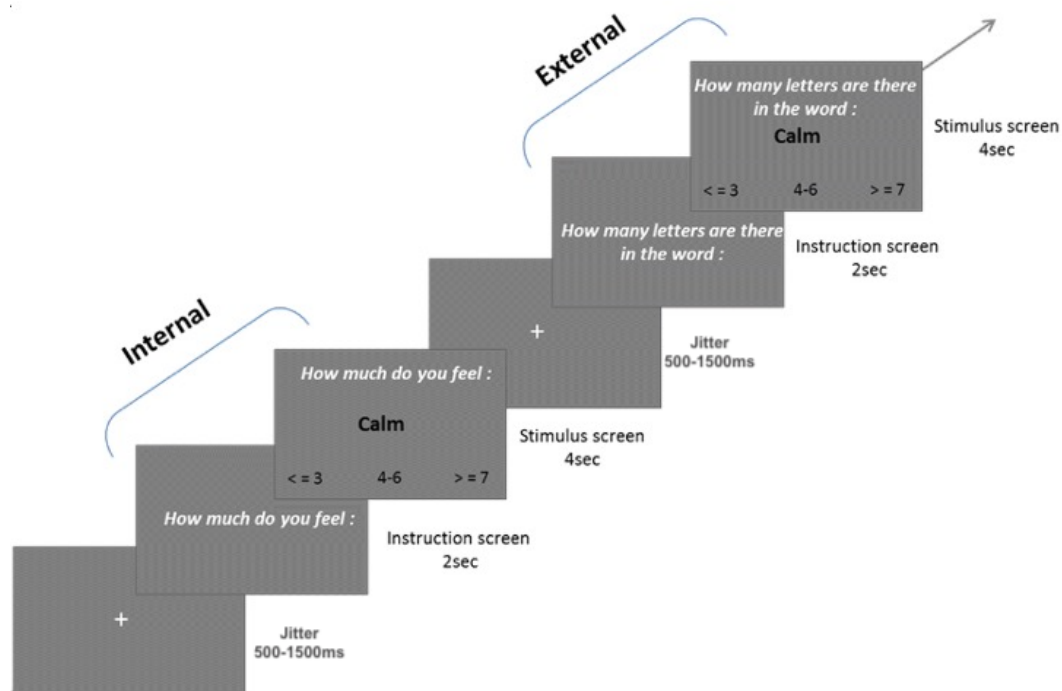 External
How many letters are there
in the word :
Calm
< = 3 4-6 > = 7
Stimulus screen
4sec
How many letters are there
in the word :
Instruction screen
2sec
Internal
+
Jitter
500-1500ms
How much do you feel :
Calm
< = 3 4-6 > = 7
Stimulus screen
4sec
How much do you feel :
Instruction screen
2sec
+
Jitter
500-1500ms